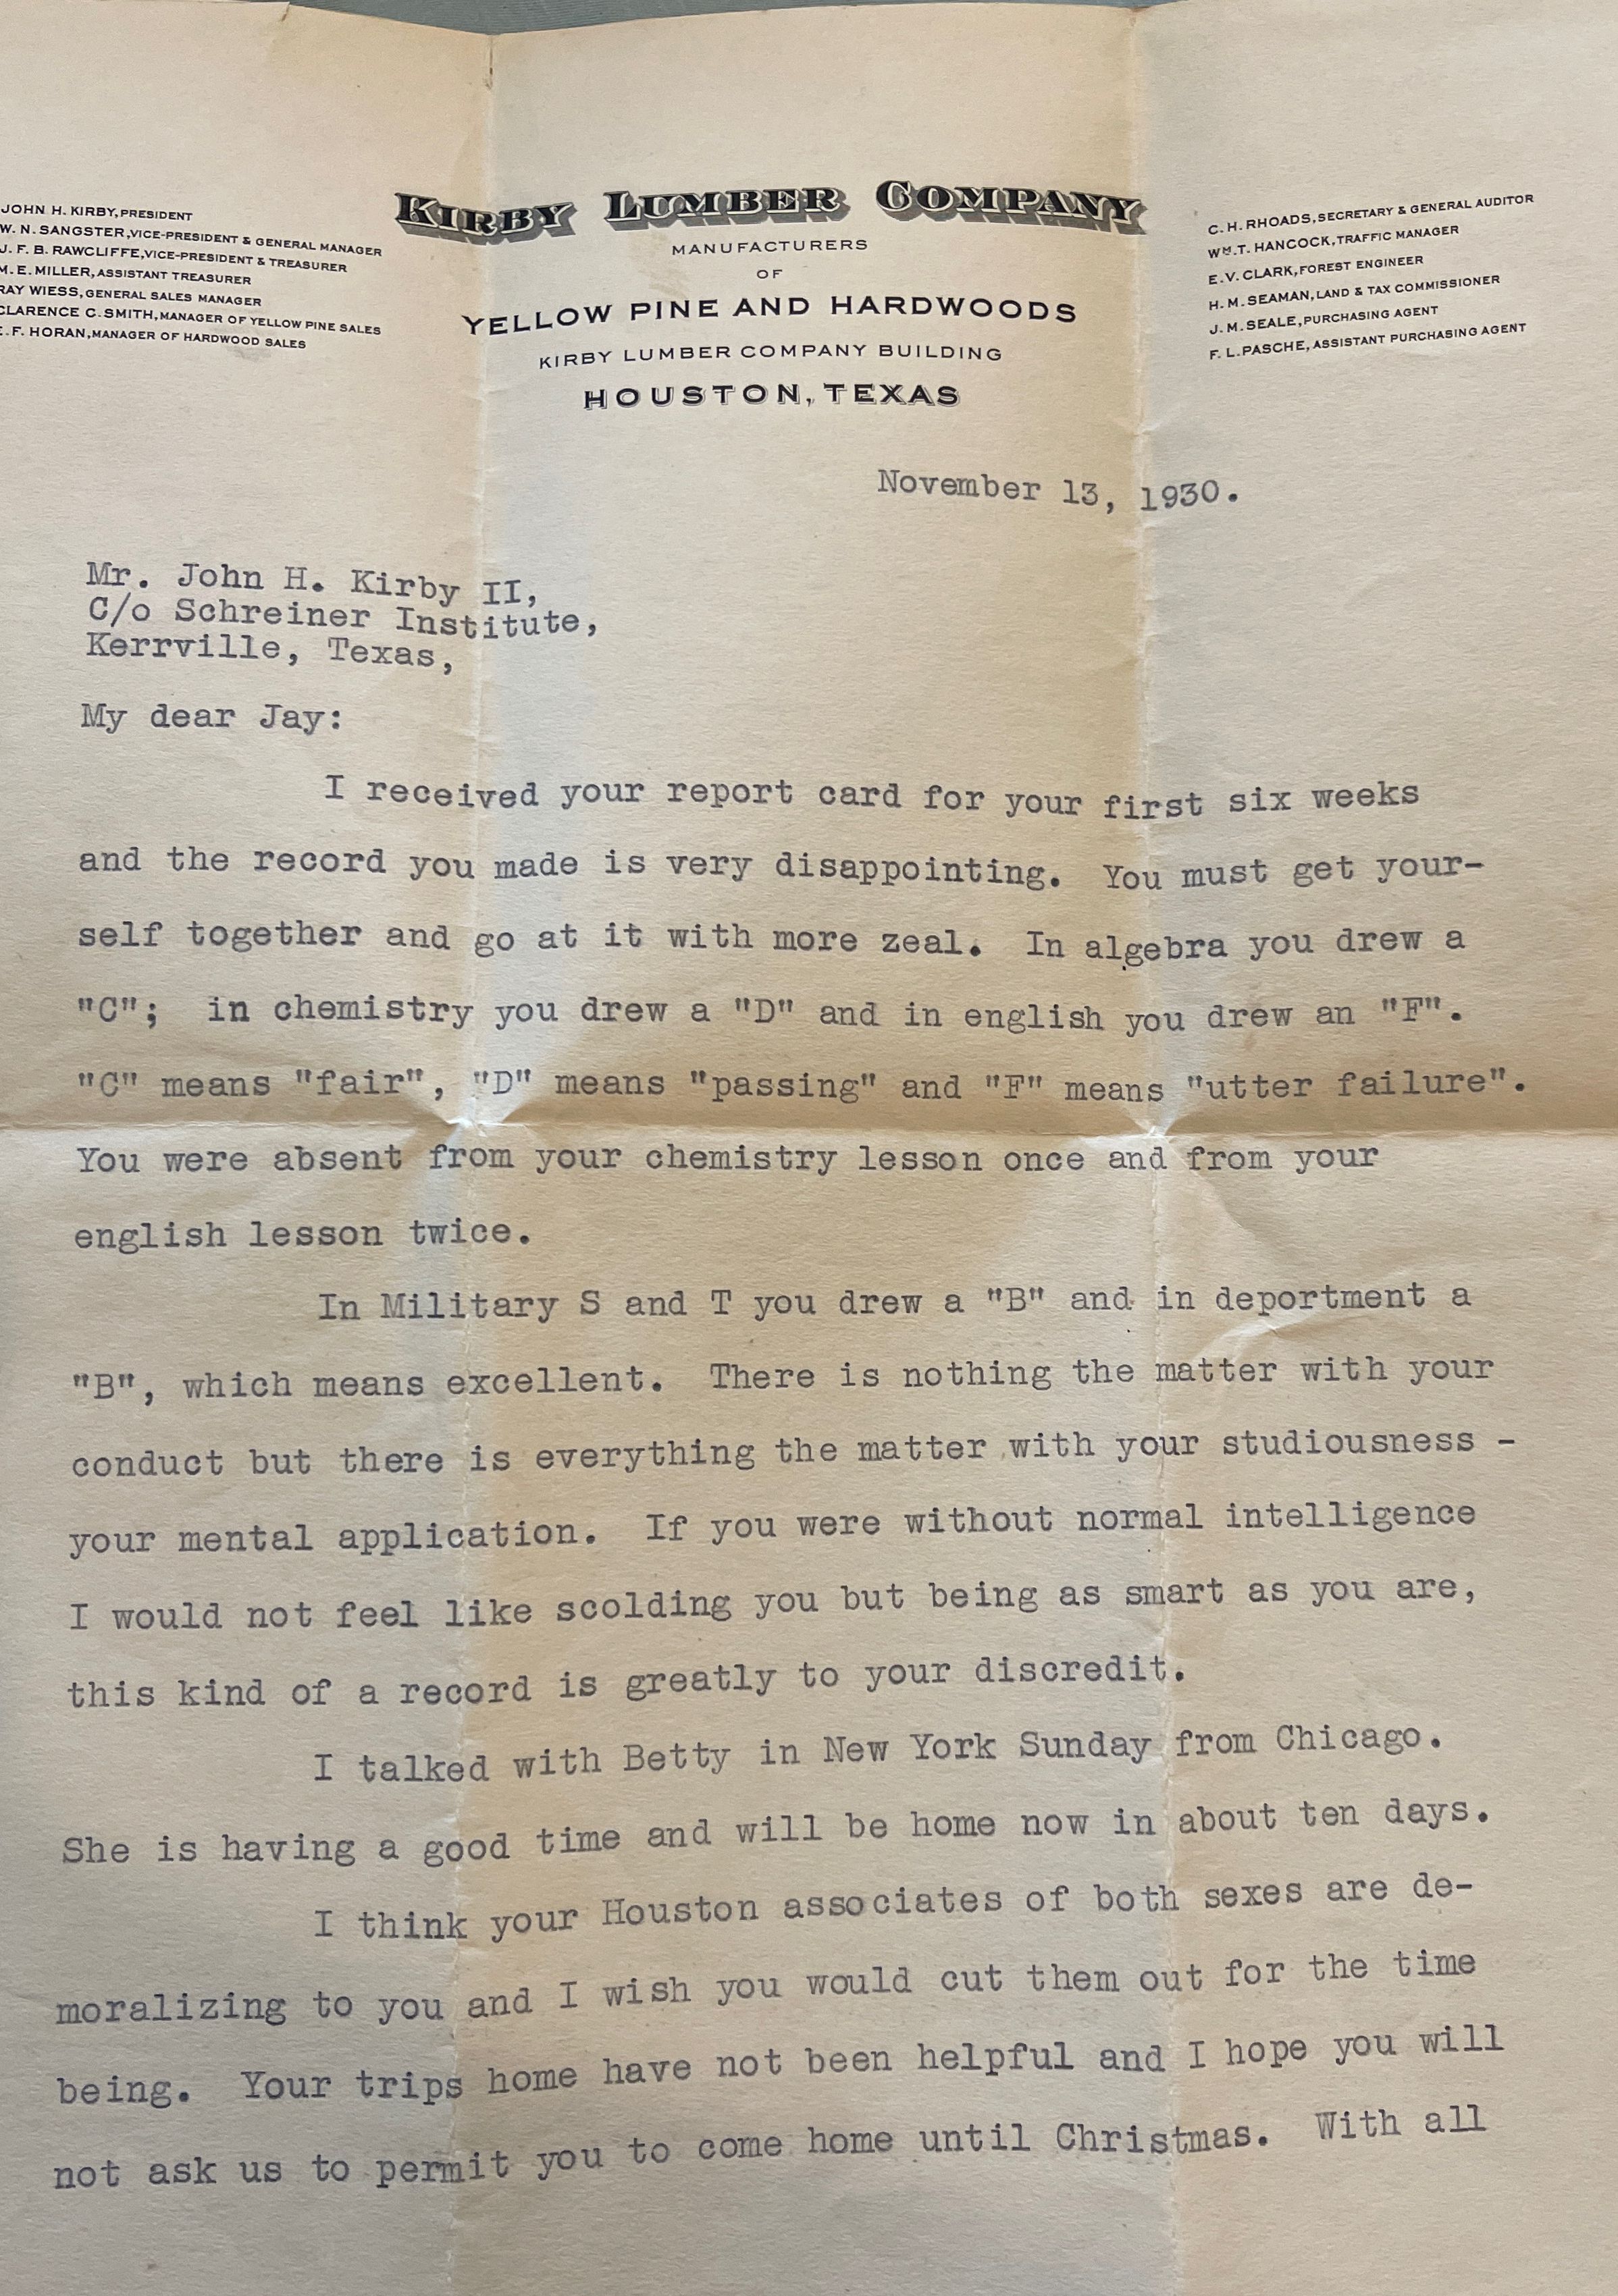 KIRBY LUMBER COMPANY
MANUFACTURERS
OF
YELLOW PINE AND HARDWOODS
KIRBY LUMBER COMPANY BUILDING
HOUSTON, TEXAS
JOHN H. KIRBY, PRESIDENT
W. N. SANGSTER, VICE-PRESIDENT & GENERAL MANAGER
J. F. B. RAWCLIFFE, VICE-PRESIDENT & TREASURER
M. E. MILLER, ASSISTANT TREASURER
RAY WIESS, GENERAL SALES MANAGER
CLARENCE C. SMITH, MANAGER OF YELLOW PINE SALES
F. HORAN, MANAGER OF HARDWOOD SALES
C. H. RHOADS, SECRETARY & GENERAL AUDITOR
WM. T. HANCOCK, TRAFFIC MANAGER
E. V. CLARK, FOREST ENGINEER
H. M. SEAMAN, LAND & TAX COMMISSIONER
J. M. SEALE, PURCHASING AGENT
F. L. PASCHE, ASSISTANT PURCHASING AGENT
November 13, 1930.
Mr. John H. Kirby II,
C/o Schreiner Institute,
Kerrville, Texas,
My dear Jay:
I received your report card for your first six weeks
and the record you made is very disappointing. You must get your-
self together and go at it with more zeal. In algebra you drew a
"C"; in chemistry you drew a "D" and in english you drew an "F".
"C" means "fair", "D" means "passing" and "F" means "utter failure".
You were absent from your chemistry lesson once and from your
english lesson twice.
In Military S and T you drew a "B" and in deportment a
"B", which means excellent. There is nothing the matter with your
conduct but there is everything the matter with your studiousness -
your mental application. If you were without normal intelligence
I would not feel like scolding you but being as smart as you are,
this kind of a record is greatly to your discredit.
I talked with Betty in New York Sunday from Chicago.
She is having a good time and will be home now in about ten days.
I think your Houston associates of both sexes are de-
moralizing to you and I wish you would cut them out for the time
being. Your trips home have not been helpful and I hope you will
not ask us to permit you to come home until Christmas. With all